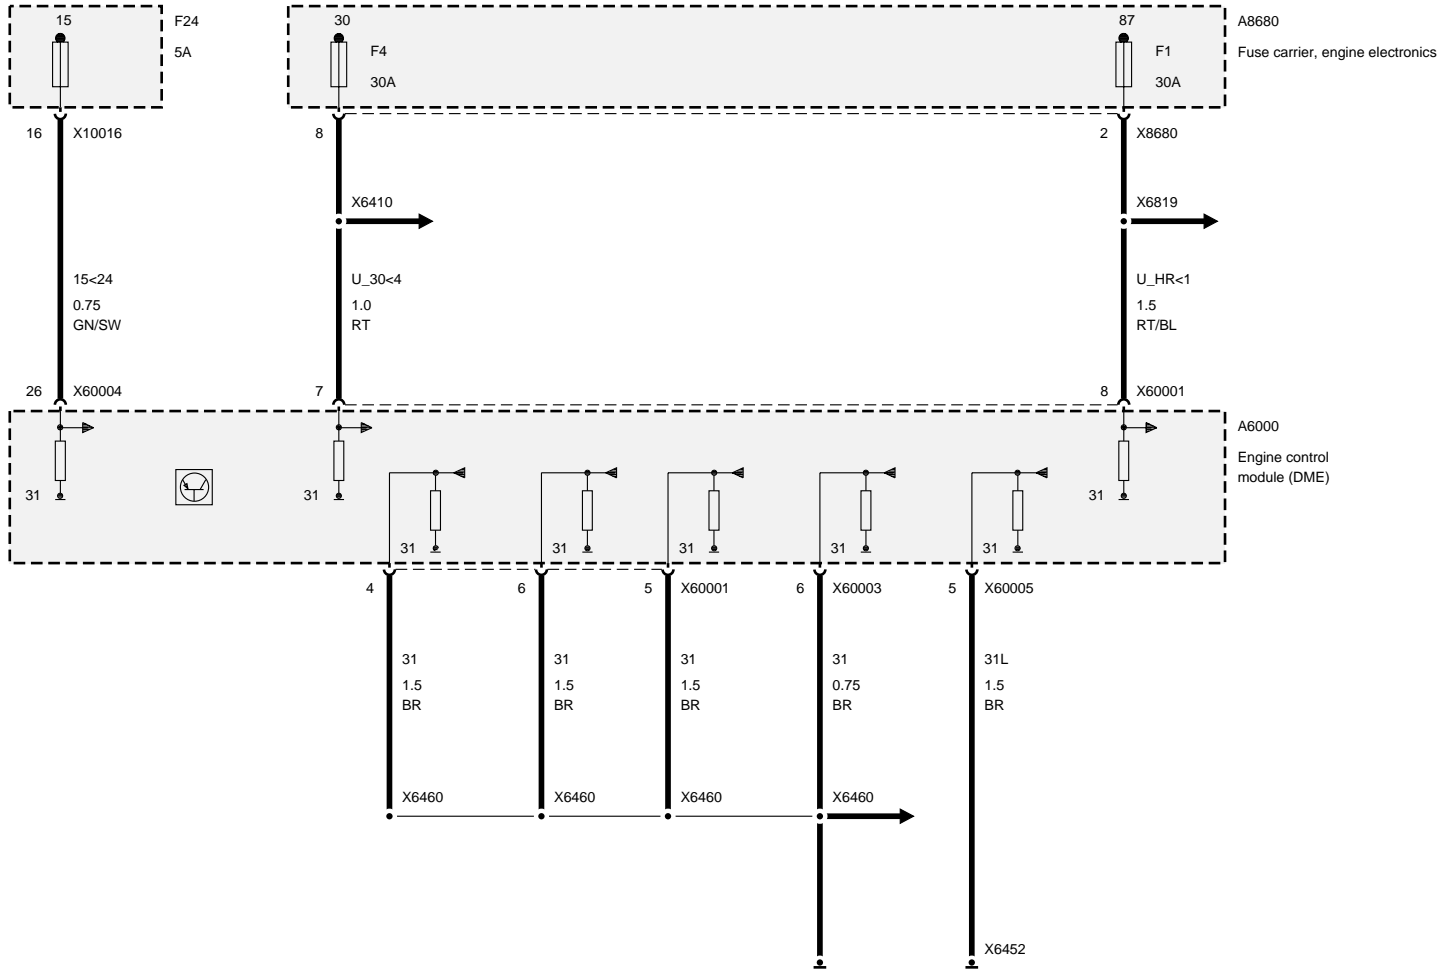 15
F24
5A
30
F4
30A
87
F1
30A
A8680
Fuse carrier, engine electronics
16
X10016
8
2
X8680
X6410
X6819
15<24
0.75
GN/SW
U_30<4
1.0
RT
U_HR<1
1.5
RT/BL
26
X60004
7
8
X60001
A6000
Engine control
module (DME)
31
31
31
31
31
31
31
31
4
6
5
X60001
6
X60003
5
X60005
31
1.5
BR
31
1.5
BR
31
1.5
BR
31
0.75
BR
31L
1.5
BR
X6460
X6460
X6460
X6460
X6452